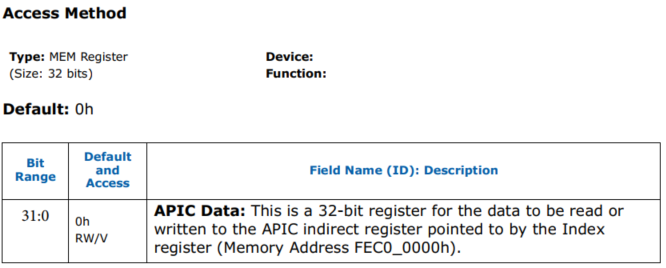 Access Method
Type: MEM Register
(Size: 32 bits)
Device:
Function:
Default: 0h
Bit
Range
Default
and
Access
Field Name (ID): Description
31:0
0h
RW/V
APIC Data: This is a 32-bit register for the data to be read or
written to the APIC indirect register pointed to by the Index
register (Memory Address FEC0_0000h).